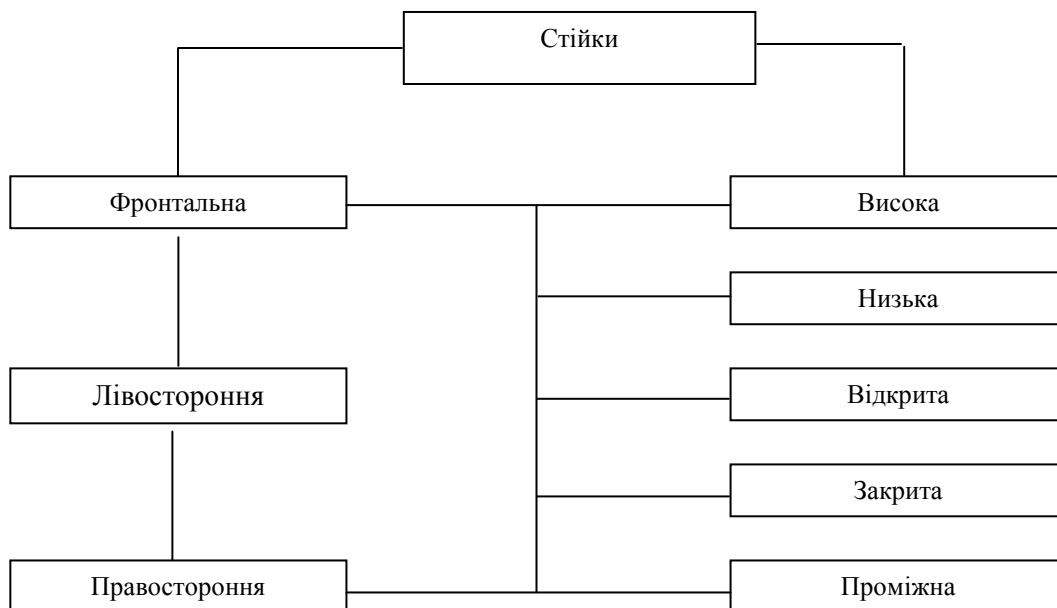 Стійки
Фронтальна
Висока
Низька
Лівостороння
Відкрита
Закрита
Правостороння
Проміжна